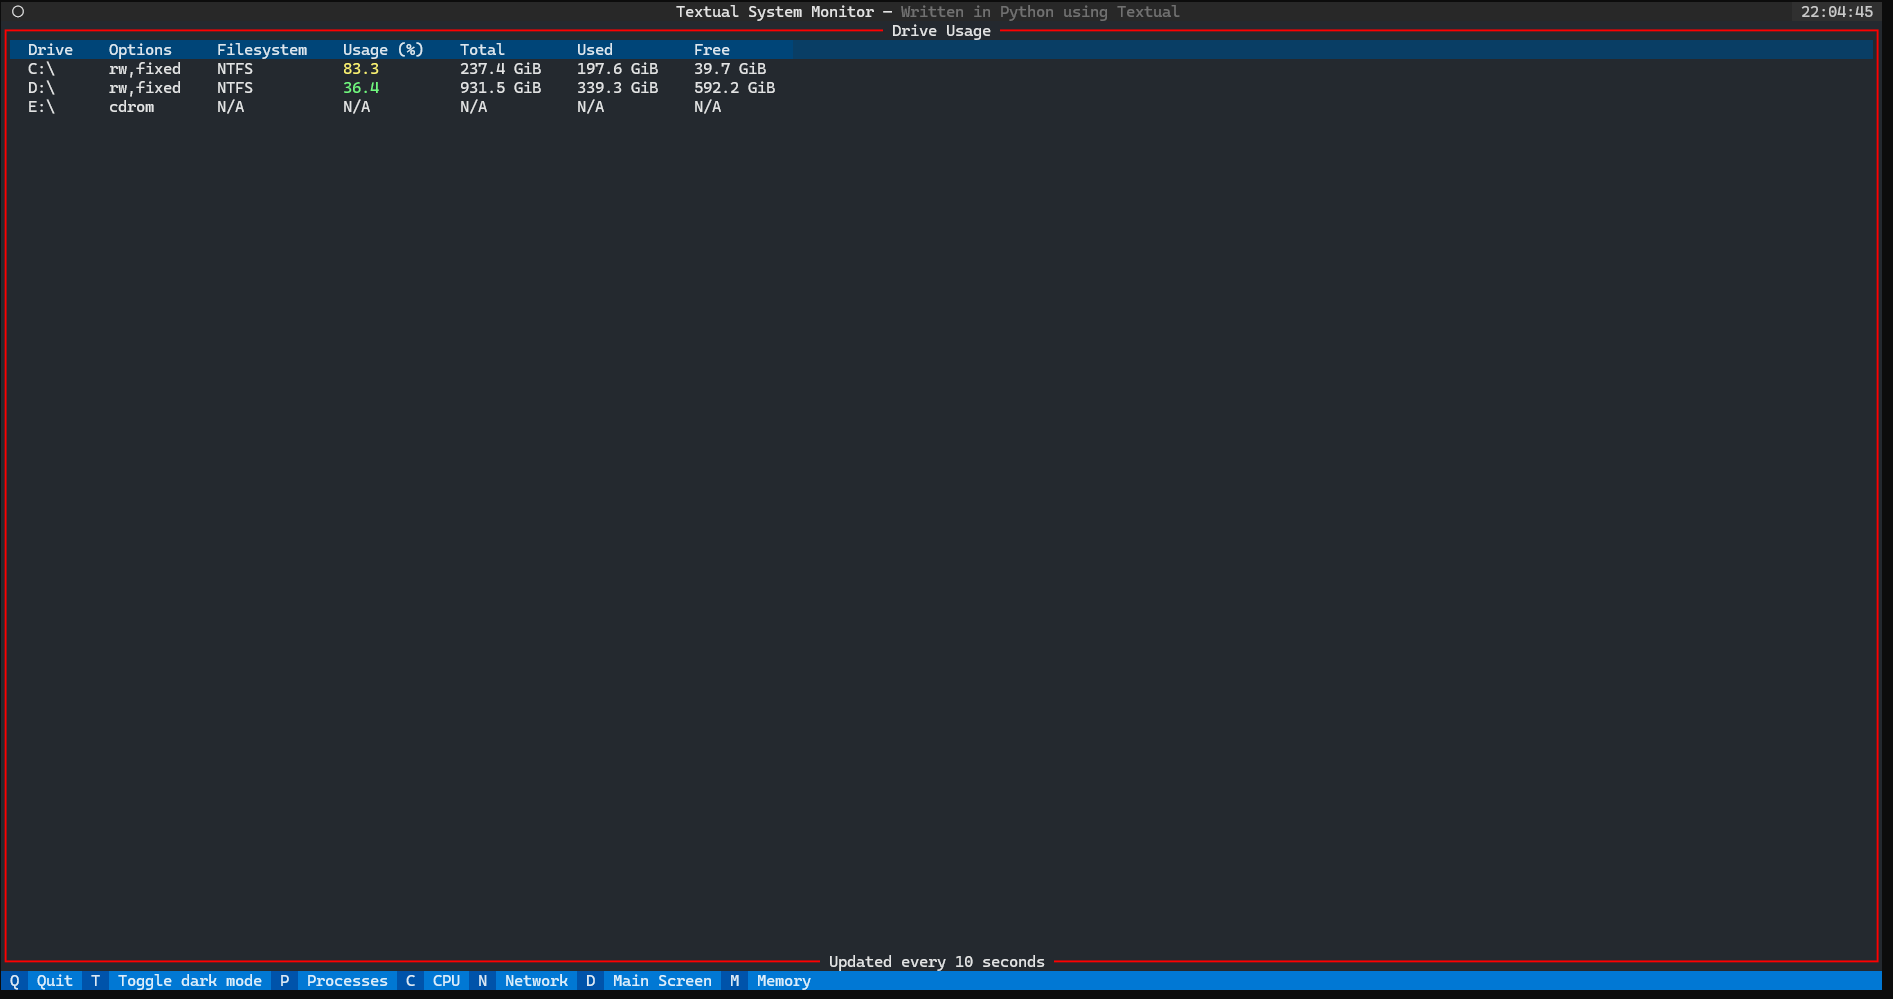 Textual System Monitor — Written in Python using Textual 22:04:45
Drive Usage
Drive Options Filesystem Usage (%) Total Used Free
C:\ rw,fixed NTFS 83.3 237.4 GiB 197.6 GiB 39.7 GiB
D:\ rw,fixed NTFS 36.4 931.5 GiB 339.3 GiB 592.2 GiB
E:\ cdrom N/A N/A N/A N/A N/A
Updated every 10 seconds
Q Quit T Toggle dark mode P Processes C CPU N Network D Main Screen M Memory